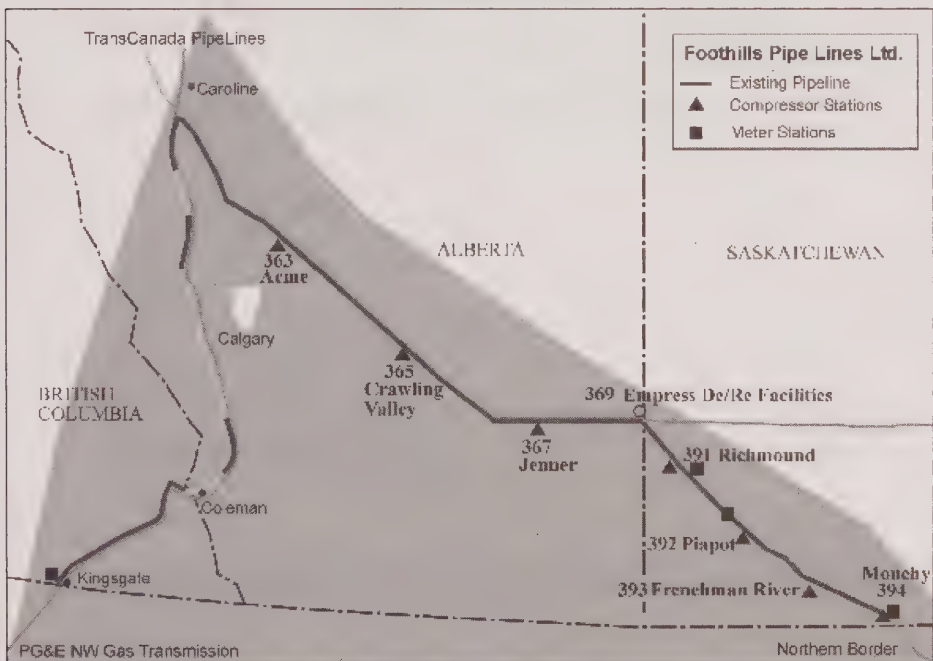 TransCanada PipeLines
Caroline
Foothills Pipe Lines Ltd.
Existing Pipeline
Compressor Stations
Meter Stations
ALBERTA
SASKATCHEWAN
363
Acme
Calgary
365
Crawling
Valley
BRITISH
COLUMBIA
369 Empress De/Re Facilities
367
Jenner
391 Richmound
Coleman
392 Piapot
Kingsgate
393 Frenchman River
Monchy
394
PG&E NW Gas Transmission
Northern Border